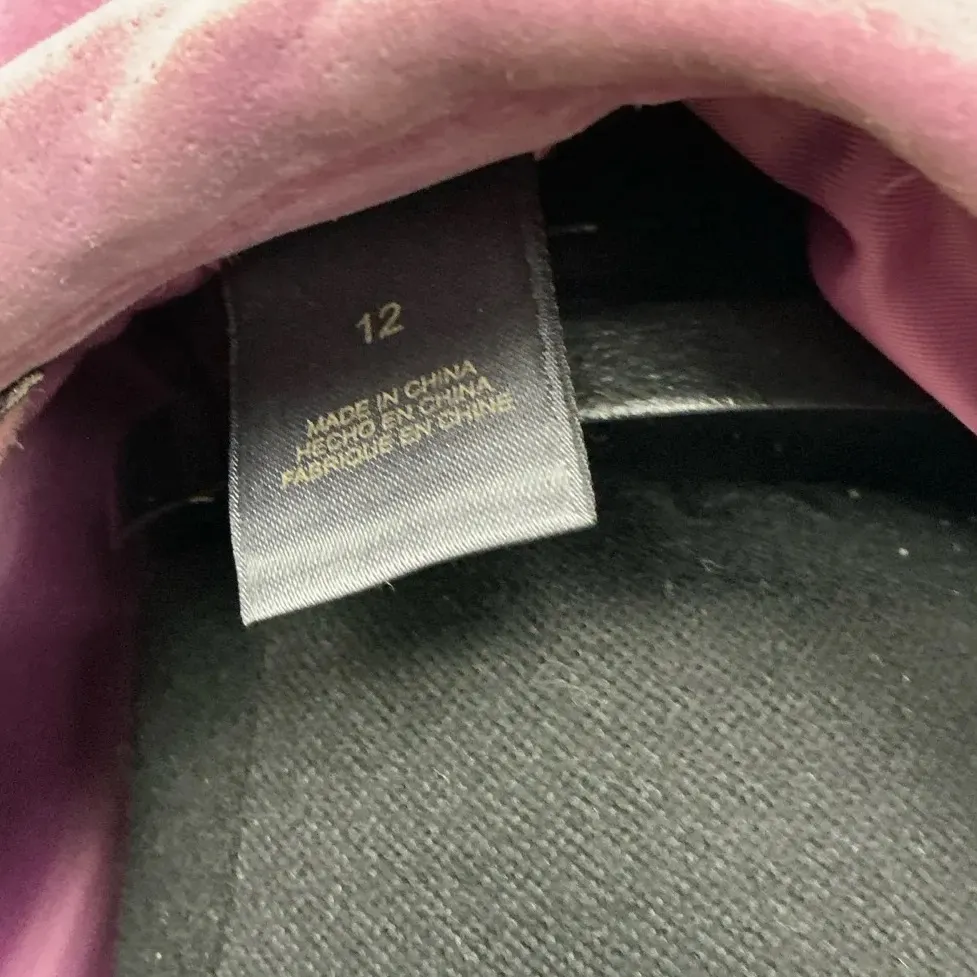 12
MADE IN CHINA
HECHO EN CHINA
FABRIQUE EN CHINE